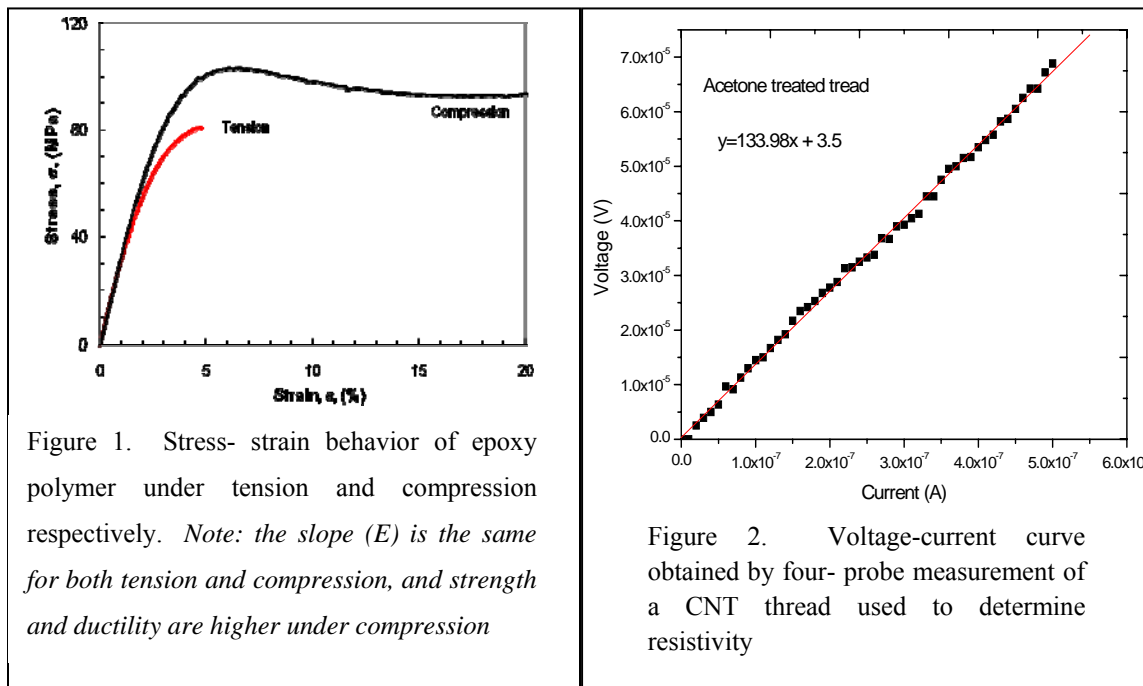 120
80
40
0
0
5
10
15
20
Stress, σ, (MPa)
Strain, ε, (%)
Tension
Compression
Figure 1. Stress- strain behavior of epoxy
polymer under tension and compression
respectively. Note: the slope (E) is the same
for both tension and compression, and strength
and ductility are higher under compression
7.0x10⁻⁵
6.0x10⁻⁵
5.0x10⁻⁵
4.0x10⁻⁵
3.0x10⁻⁵
2.0x10⁻⁵
1.0x10⁻⁵
0.0
Voltage (V)
Acetone treated tread
y=133.98x + 3.5
0.0
1.0x10⁻⁷
2.0x10⁻⁷
3.0x10⁻⁷
4.0x10⁻⁷
5.0x10⁻⁷
6.0x10
Current (A)
Figure 2. Voltage-current curve
obtained by four- probe measurement of
a CNT thread used to determine
resistivity